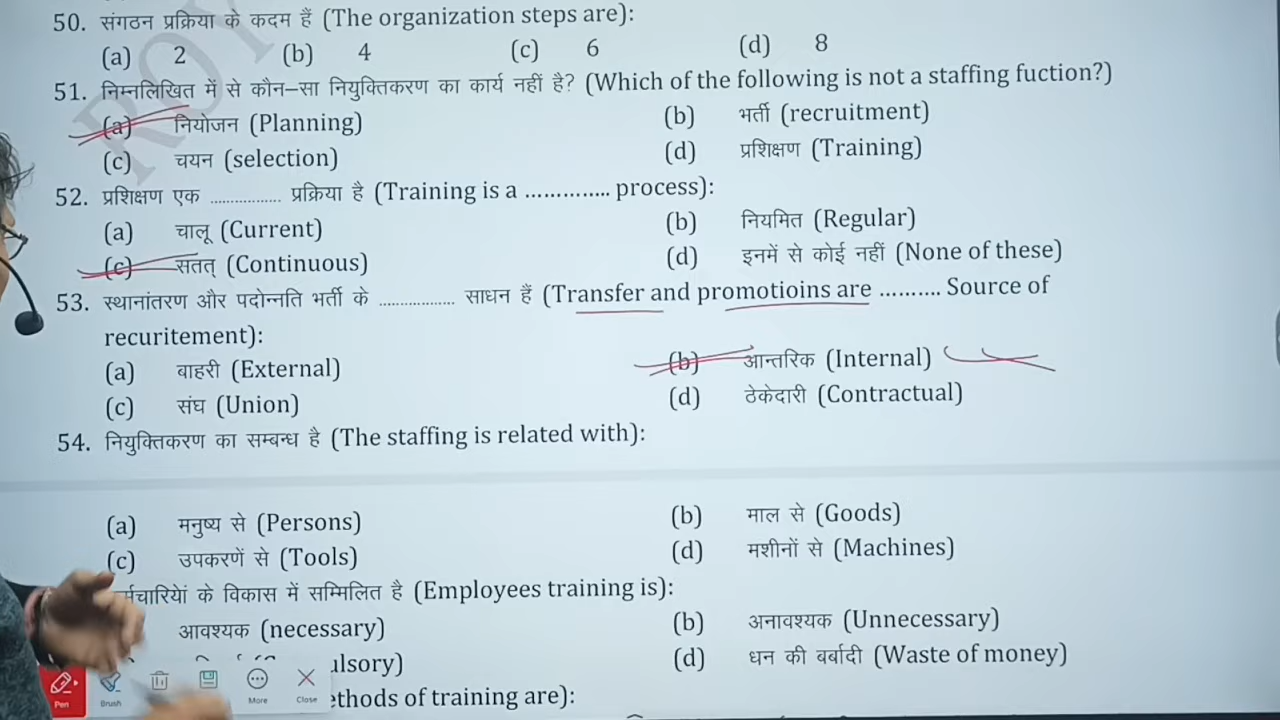 50. संगठन प्रक्रिया के कदम हैं (The organization steps are):
(a) 2 (b) 4 (c) 6 (d) 8
51. निम्नलिखित में से कौन–सा नियुक्तिकरण का कार्य नहीं है? (Which of the following is not a staffing fuction?)
(a) नियोजन (Planning) (b) भर्ती (recruitment)
(c) चयन (selection) (d) प्रशिक्षण (Training)
52. प्रशिक्षण एक ................. प्रक्रिया है (Training is a ………….. process):
(a) चालू (Current) (b) नियमित (Regular)
(c) सतत् (Continuous) (d) इनमें से कोई नहीं (None of these)
53. स्थानांतरण और पदोन्नति भर्ती के .................. साधन हैं (Transfer and promotioins are ………. Source of
recuritement):
(a) बाहरी (External) (b) आन्तरिक (Internal)
(c) संघ (Union) (d) ठेकेदारी (Contractual)
54. नियुक्तिकरण का सम्बन्ध है (The staffing is related with):
(a) मनुष्य से (Persons) (b) माल से (Goods)
(c) उपकरणें से (Tools) (d) मशीनों से (Machines)
के विकास में सम्मिलित है (Employees training is):
आवश्यक (necessary) (b) अनावश्यक (Unnecessary)
(d) धन की बर्बादी (Waste of money)
of training are):
Pen Brush More Close